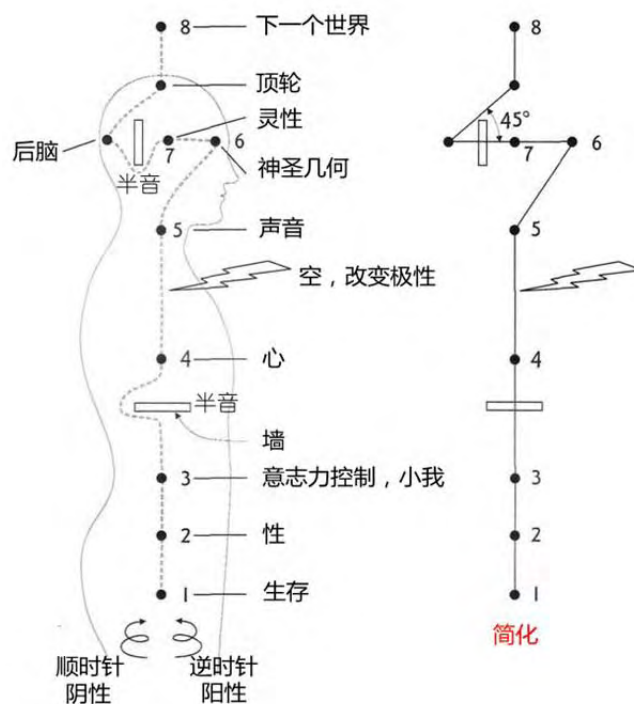 8 下一个世界
8
顶轮
灵性
45°
后脑
7
6
7
6
半音
神圣几何
5 声音
5
空，改变极性
4 心
4
半音
墙
3 意志力控制，小我
3
2 性
2
1 生存
1
简化
顺时针
阴性
逆时针
阳性